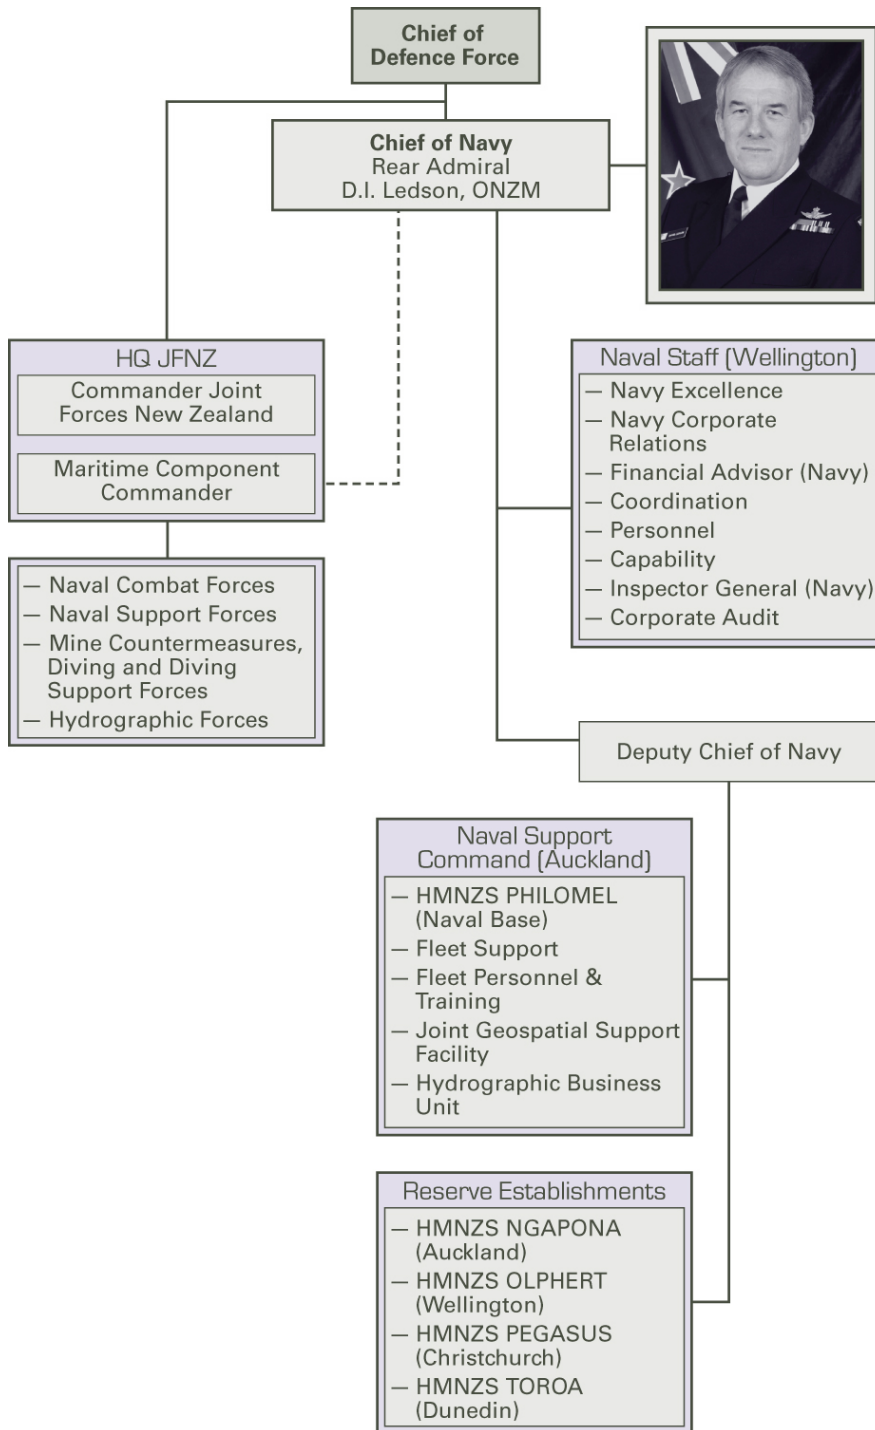 Chief of
Defence Force
Chief of Navy
Rear Admiral
D.I. Ledson, ONZM
HQ JFNZ
Commander Joint
Forces New Zealand
Maritime Component
Commander
— Naval Combat Forces
— Naval Support Forces
— Mine Countermeasures,
Diving and Diving
Support Forces
— Hydrographic Forces
Naval Staff (Wellington)
— Navy Excellence
— Navy Corporate
Relations
— Financial Advisor (Navy)
— Coordination
— Personnel
— Capability
— Inspector General (Navy)
— Corporate Audit
Deputy Chief of Navy
Naval Support
Command (Auckland)
— HMNZS PHILOMEL
(Naval Base)
— Fleet Support
— Fleet Personnel &
Training
— Joint Geospatial Support
Facility
— Hydrographic Business
Unit
Reserve Establishments
— HMNZS NGAPONA
(Auckland)
— HMNZS OLPHERT
(Wellington)
— HMNZS PEGASUS
(Christchurch)
— HMNZS TOROA
(Dunedin)